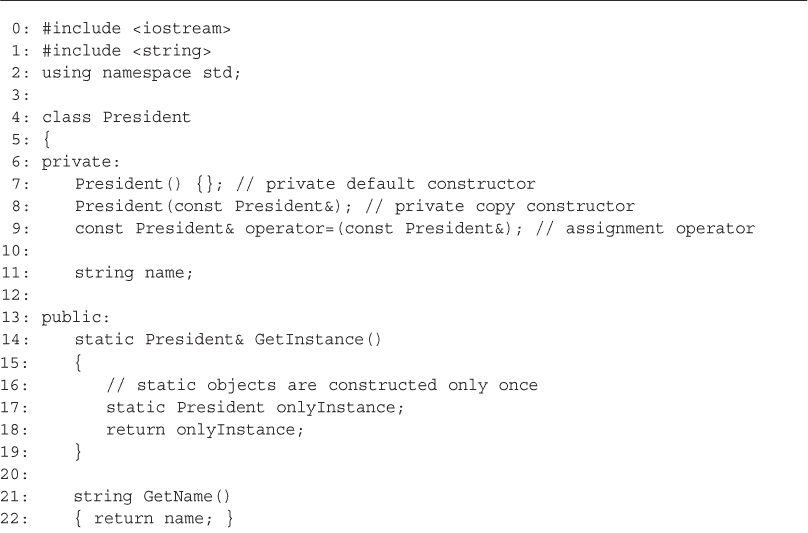 0: #include <iostream>
1: #include <string>
2: using namespace std;
3:
4: class President
5: {
6: private:
7:    President() {}; // private default constructor
8:    President(const President&); // private copy constructor
9:    const President& operator=(const President&); // assignment operator
10:
11:    string name;
12:
13: public:
14:    static President& GetInstance()
15:    {
16:       // static objects are constructed only once
17:       static President onlyInstance;
18:       return onlyInstance;
19:    }
20:
21:    string GetName()
22:    { return name; }